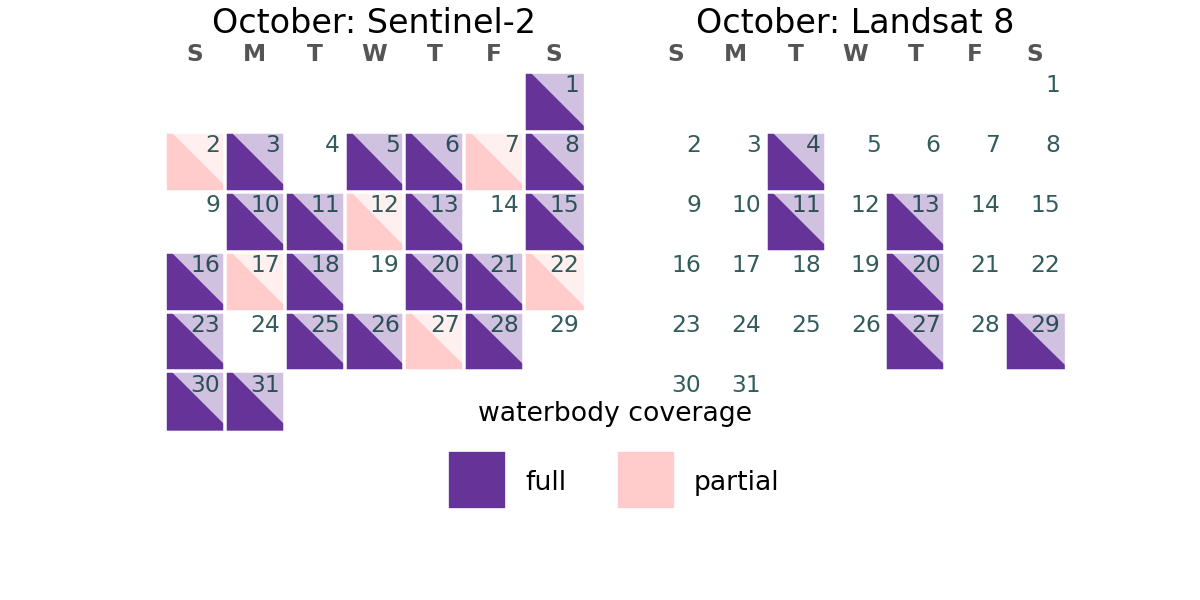 October: Sentinel-2
S M T W T F S
1
2 3 4 5 6 7 8
9 10 11 12 13 14 15
16 17 18 19 20 21 22
23 24 25 26 27 28 29
30 31
October: Landsat 8
S M T W T F S
1
2 3 4 5 6 7 8
9 10 11 12 13 14 15
16 17 18 19 20 21 22
23 24 25 26 27 28 29
30 31
waterbody coverage
full partial